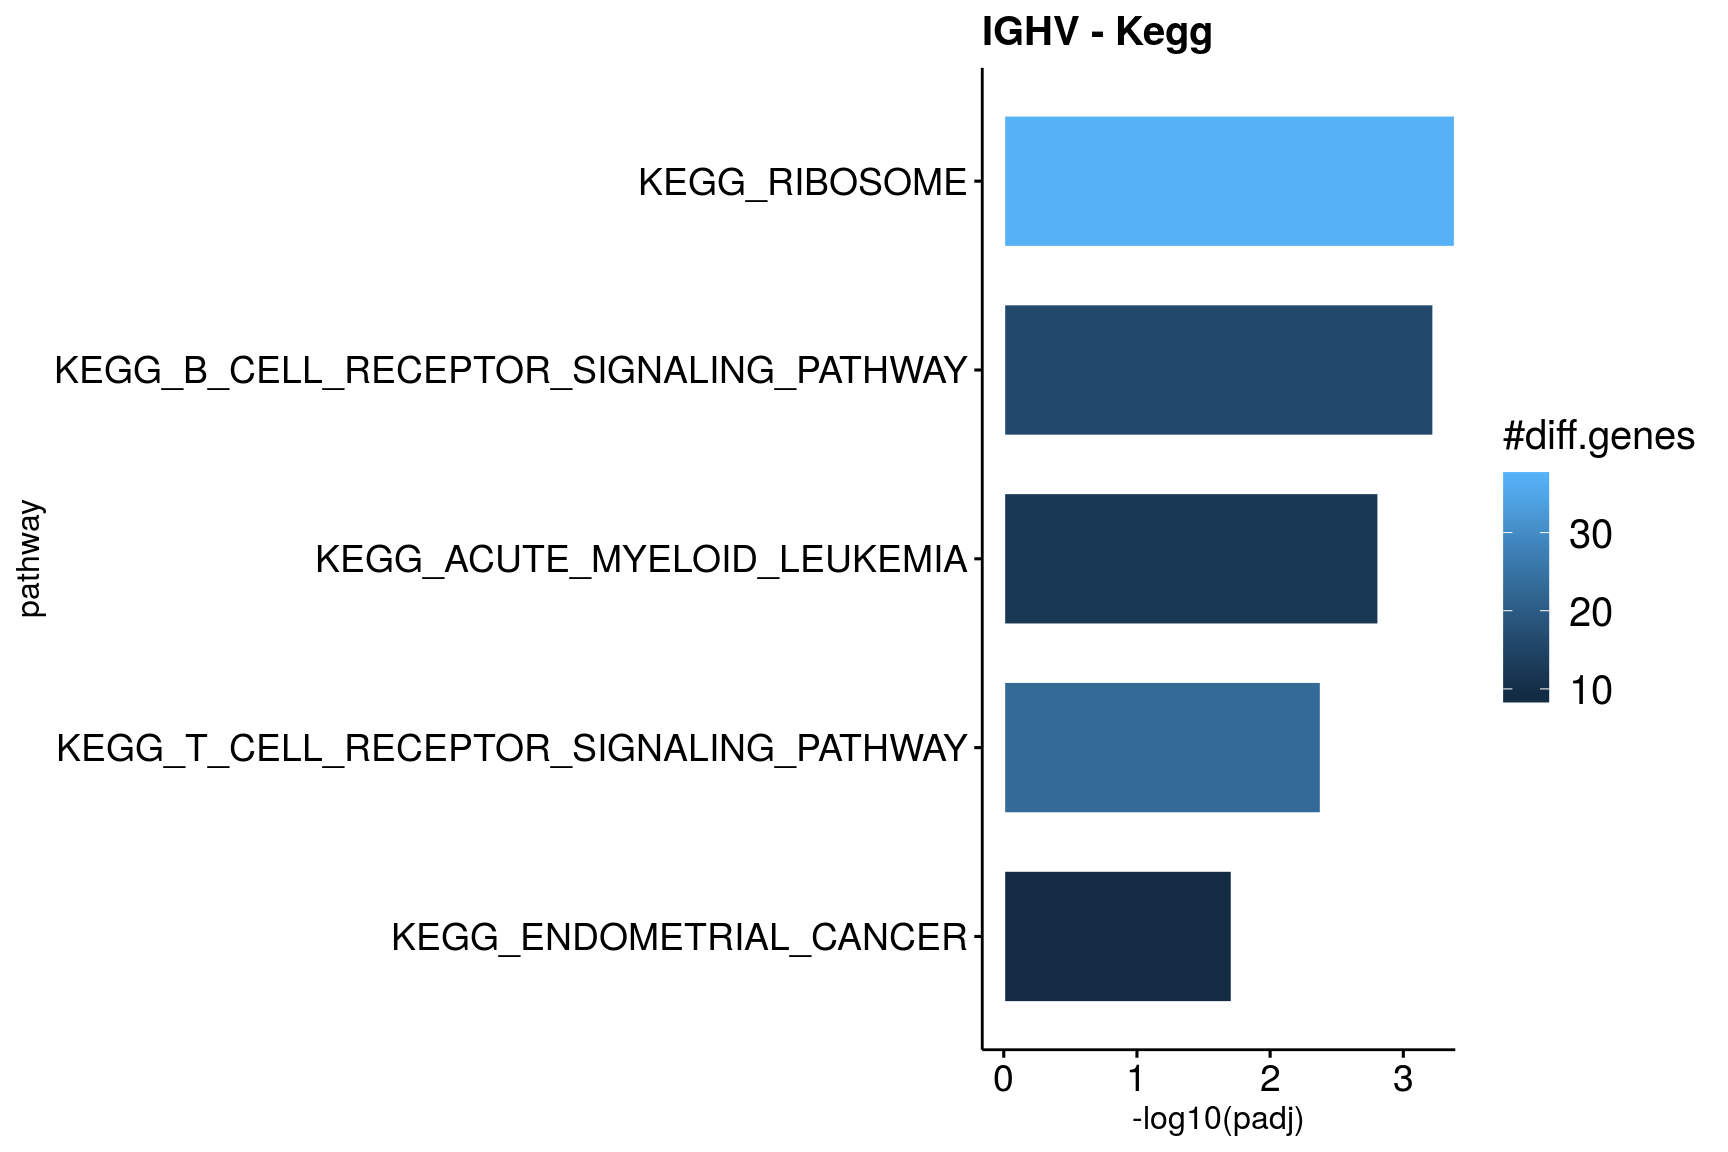 IGHV - Kegg
KEGG_RIBOSOME
KEGG_B_CELL_RECEPTOR_SIGNALING_PATHWAY
KEGG_ACUTE_MYELOID_LEUKEMIA
KEGG_T_CELL_RECEPTOR_SIGNALING_PATHWAY
KEGG_ENDOMETRIAL_CANCER
pathway
0 1 2 3
-log10(padj)
#diff.genes
30
20
10